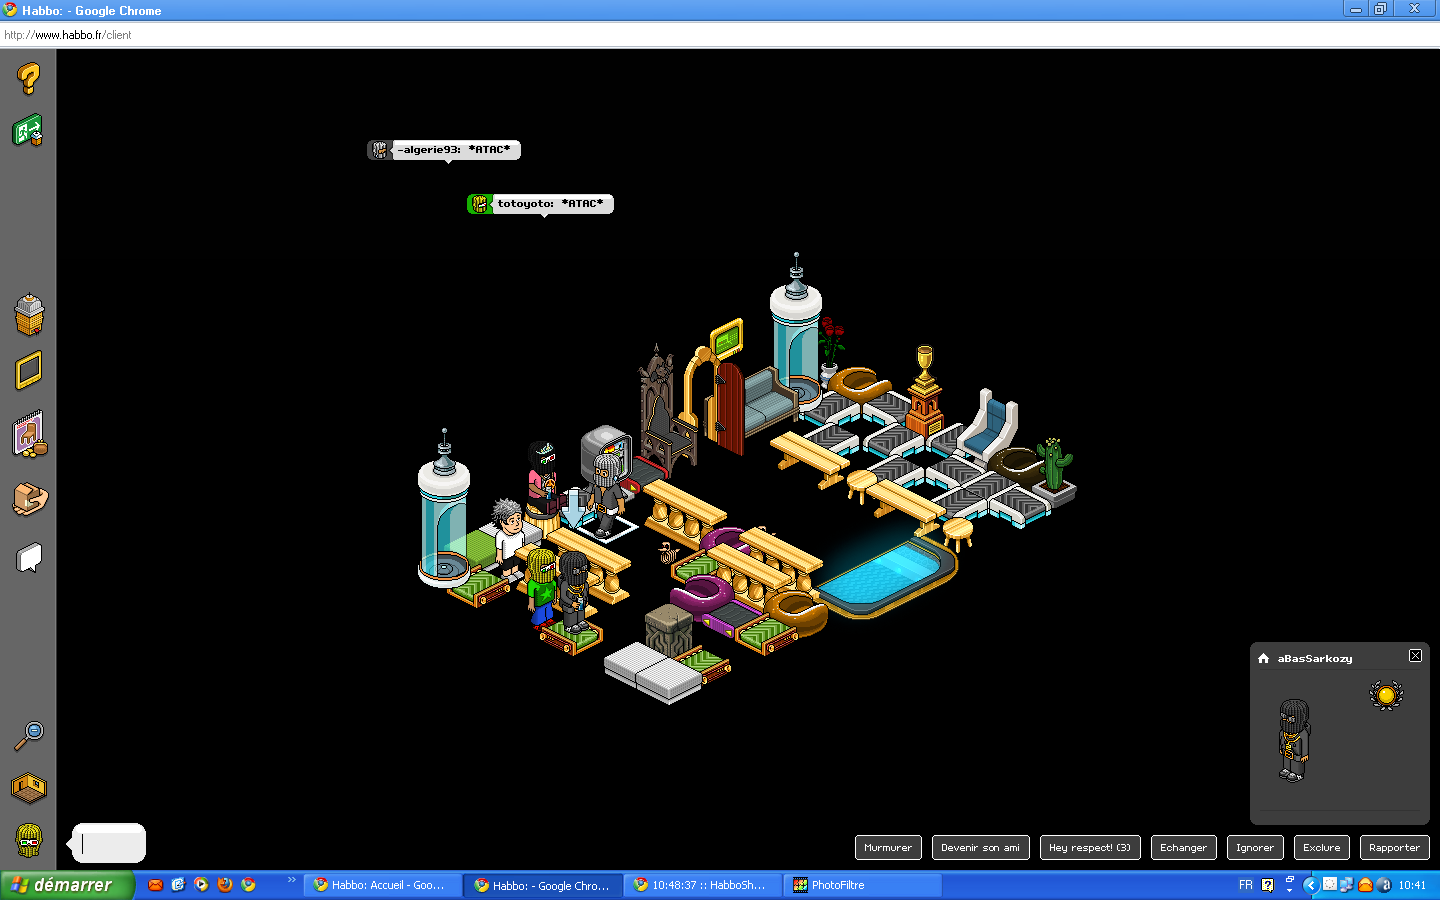 Habbo: - Google Chrome
http://www.habbo.fr/client
-algerie93: *ATAC*
totoyoto: *ATAC*
aBasSarkozy
Murmurer
Devenir son ami
Hey respect! (3)
Echanger
Ignorer
Exclure
Rapporter
démarrer
Habbo: Accueil - Goo...
Habbo: - Google Chro...
10:48:37 :: HabboSh...
PhotoFiltre
FR
10:41